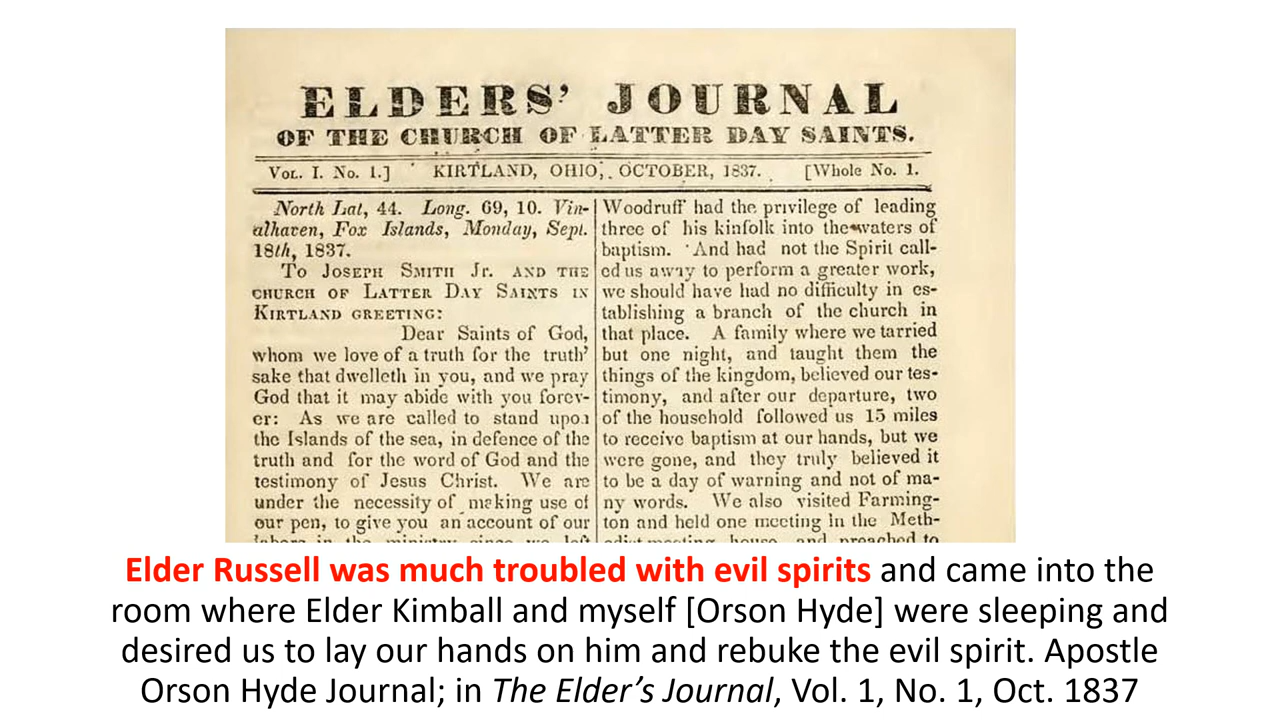 ELDERS' JOURNAL
OF THE CHURCH OF LATTER DAY SAINTS.
VOL. I. No. 1.] KIRTLAND, OHIO, OCTOBER, 1837. [Whole No. 1.
North Lat, 44. Long. 69, 10. Vin-
alhaven, Fox Islands, Monday, Sept.
18th, 1837.
To Joseph Smith Jr. and the
church of Latter Day Saints in
Kirtland greeting:
Dear Saints of God,
whom we love of a truth for the truth'
sake that dwelleth in you, and we pray
God that it may abide with you forev-
er: As we are called to stand upon
the Islands of the sea, in defence of the
truth and for the word of God and the
testimony of Jesus Christ. We are
under the necessity of making use of
our pen, to give you an account of our
Woodruff had the privilege of leading
three of his kinfolk into the waters of
baptism. And had not the Spirit call-
ed us away to perform a greater work,
we should have had no difficulty in es-
tablishing a branch of the church in
that place. A family where we tarried
but one night, and taught them the
things of the kingdom, believed our tes-
timony, and after our departure, two
of the household followed us 15 miles
to receive baptism at our hands, but we
were gone, and they truly believed it
to be a day of warning and not of ma-
ny words. We also visited Farming-
ton and held one meeting in the Meth-
Elder Russell was much troubled with evil spirits and came into the
room where Elder Kimball and myself [Orson Hyde] were sleeping and
desired us to lay our hands on him and rebuke the evil spirit. Apostle
Orson Hyde Journal; in The Elder's Journal, Vol. 1, No. 1, Oct. 1837